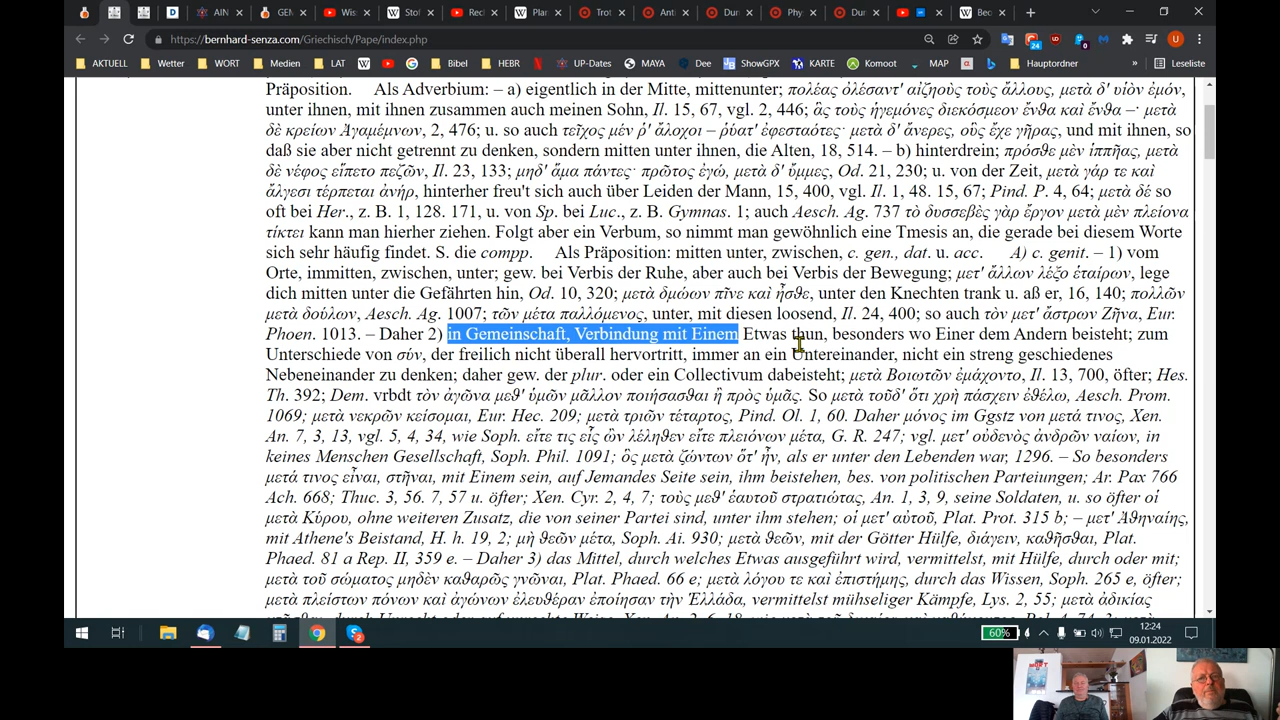 AIN
GEN
Wiss
Stof
Rech
Plan
Trot
Anti
Dun
Phys
Dun
Bec
https://bernhard-senza.com/Griechisch/Pape/index.php
AKTUELL Wetter WORT Medien LAT Bibel HEBR UP-Dates MAYA Dee ShowGPX KARTE Komoot MAP Hauptordner Leseliste
Präposition. Als Adverbium: – a) eigentlich in der Mitte, mittenunter; πολέας ὀλέσαντ' αἰζηοὺς τοὺς ἄλλους, μετὰ δ' υἱὸν ἐμόν,
unter ihnen, mit ihnen zusammen auch meinen Sohn, Il. 15, 67, vgl. 2, 446; ἃς τοὺς ἡγεμόνες διεκόσμεον ἔνθα καὶ ἔνθα –· μετὰ
δὲ κρείων Ἀγαμέμνων, 2, 476; u. so auch τεῖχος μέν ῥ' ἄλοχοι – ῥύατ' ἐφεσταότες· μετὰ δ' ἄνερες, οὓς ἔχε γῆρας, und mit ihnen, so
daß sie aber nicht getrennt zu denken, sondern mitten unter ihnen, die Alten, 18, 514. – b) hinterdrein; πρόσθε μὲν ἱππῆας, μετὰ
δὲ νέφος εἵπετο πεζῶν, Il. 23, 133; μηδ' ἅμα πάντες· πρῶτος ἐγώ, μετὰ δ' ὔμμες, Od. 21, 230; u. von der Zeit, μετὰ γάρ τε καὶ
ἄλγεσι τέρπεται ἀνήρ, hinterher freu't sich auch über Leiden der Mann, 15, 400, vgl. Il. 1, 48. 15, 67; Pind. P. 4, 64; μετὰ δέ so
oft bei Her., z. B. 1, 128. 171, u. von Sp. bei Luc., z. B. Gymnas. 1; auch Aesch. Ag. 737 τὸ δυσσεβὲς γὰρ ἔργον μετὰ μὲν πλείονα
τίκτει kann man hierher ziehen. Folgt aber ein Verbum, so nimmt man gewöhnlich eine Tmesis an, die gerade bei diesem Worte
sich sehr häufig findet. S. die compp. Als Präposition: mitten unter, zwischen, c. gen., dat. u. acc. A) c. genit. – 1) vom
Orte, inmitten, zwischen, unter; gew. bei Verbis der Ruhe, aber auch bei Verbis der Bewegung; μετ' ἄλλων λέξο ἑταίρων, lege
dich mitten unter die Gefährten hin, Od. 10, 320; μετὰ δμώων πῖνε καὶ ἦσθε, unter den Knechten trank u. aß er, 16, 140; πολλῶν
μετὰ δούλων, Aesch. Ag. 1007; τῶν μέτα παλλόμενος, unter, mit diesen loosend, Il. 24, 400; so auch τὸν μετ' ἄστρων Ζῆνα, Eur.
Phoen. 1013. – Daher 2) in Gemeinschaft, Verbindung mit Einem Etwas thun, besonders wo Einer dem Andern beisteht; zum
Unterschiede von σύν, der freilich nicht überall hervortritt, immer an ein Untereinander, nicht ein streng geschiedenes
Nebeneinander zu denken; daher gew. der plur. oder ein Collectivum dabeisteht; μετὰ Βοιωτῶν ἐμάχοντο, Il. 13, 700, öfter; Hes.
Th. 392; Dem. vrbdt τὸν ἀγῶνα μεθ' ὑμῶν μᾶλλον ποιήσασθαι ἢ πρὸς ὑμᾶς. So μετὰ τοῦδ' ὅτι χρὴ πάσχειν ἐθέλω, Aesch. Prom.
1069; μετὰ νεκρῶν κείσομαι, Eur. Hec. 209; μετὰ τριῶν τέταρτος, Pind. Ol. 1, 60. Daher μόνος im Ggstz von μετά τινος, Xen.
An. 7, 3, 13, vgl. 5, 4, 34, wie Soph. εἴτε τις εἷς ὢν λέληθεν εἴτε πλειόνων μέτα, G. R. 247; vgl. μετ' οὐδενὸς ἀνδρῶν ναίων, in
keines Menschen Gesellschaft, Soph. Phil. 1091; ὃς μετὰ ζώντων ὅτ' ἦν, als er unter den Lebenden war, 1296. – So besonders
μετά τινος εἶναι, στῆναι, mit Einem sein, auf Jemandes Seite sein, ihm beistehen, bes. von politischen Parteiungen; Ar. Pax 766
Ach. 668; Thuc. 3, 56. 7, 57 u. öfter; Xen. Cyr. 2, 4, 7; τοὺς μεθ' ἑαυτοῦ στρατιώτας, An. 1, 3, 9, seine Soldaten, u. so öfter οἱ
μετὰ Κύρου, ohne weiteren Zusatz, die von seiner Partei sind, unter ihm stehen; οἱ μετ' αὐτοῦ, Plat. Prot. 315 b; – μετ' Ἀθηναίης,
mit Athene's Beistand, H. h. 19, 2; μὴ θεῶν μέτα, Soph. Ai. 930; μετὰ θεῶν, mit der Götter Hülfe, διάγειν, καθῆσθαι, Plat.
Phaed. 81 a Rep. II, 359 e. – Daher 3) das Mittel, durch welches Etwas ausgeführt wird, vermittelst, mit Hülfe, durch oder mit;
μετὰ τοῦ σώματος μηδὲν καθαρῶς γνῶναι, Plat. Phaed. 66 e; μετὰ λόγου τε καὶ ἐπιστήμης, durch das Wissen, Soph. 265 e, öfter;
μετὰ πλείστων πόνων καὶ ἀγώνων ἐλευθέραν ἐποίησαν τὴν Ἑλλάδα, vermittelst mühseliger Kämpfe, Lys. 2, 55; μετὰ ἀδικίας
60%
12:24
09.01.2022